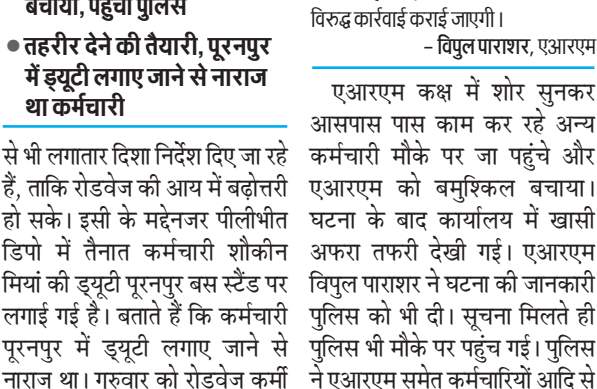 बचाया, पहुंची पुलिस
● तहरीर देने की तैयारी, पूरनपुर
में ड्यूटी लगाए जाने से नाराज
था कर्मचारी
से भी लगातार दिशा निर्देश दिए जा रहे
हैं, ताकि रोडवेज की आय में बढ़ोत्तरी
हो सके। इसी के मद्देनजर पीलीभीत
डिपो में तैनात कर्मचारी शौकीन
मियां की ड्यूटी पूरनपुर बस स्टैंड पर
लगाई गई है। बताते हैं कि कर्मचारी
पूरनपुर में ड्यूटी लगाए जाने से
नाराज था। गुरुवार को रोडवेज कर्मी
विरुद्ध कार्रवाई कराई जाएगी।
– विपुल पाराशर, एआरएम
एआरएम कक्ष में शोर सुनकर
आसपास पास काम कर रहे अन्य
कर्मचारी मौके पर जा पहुंचे और
एआरएम को बमुश्किल बचाया।
घटना के बाद कार्यालय में खासी
अफरा तफरी देखी गई। एआरएम
विपुल पाराशर ने घटना की जानकारी
पुलिस को भी दी। सूचना मिलते ही
पुलिस भी मौके पर पहुंच गई। पुलिस
ने एआरएम समेत कर्मचारियों आदि से